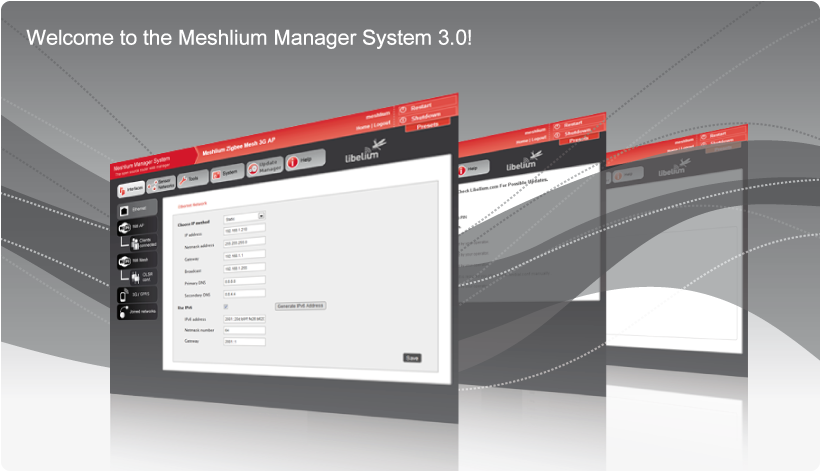 Welcome to the Meshlium Manager System 3.0!
meshlium
Home | Logout
Restart
Shutdown
Presets
Meshlium Manager System
Meshlium Zigbee Mesh 3G AP
libelium
Interfaces
Sensor Networks
Tools
System
Update Manager
Help
Ethernet
Wifi AP
Clients connected
Wifi Mesh
OLSR
3G / GPRS
Joined networks
Ethernet Network
Choose IP method:
Static
IP address
192.168.1.
Netmask address
255.255.255.0
Gateway
192.168.1.1
Broadcast
192.168.1.255
Primary DNS
8.8.8.8
Secondary DNS
8.8.8.8
Use IPv6
Generate IPv6 Address
IPv6 address
Netmask number
64
Gateway
Save
meshlium
Home | Logout
Restart
Shutdown
Presets
Help
libelium
Check Libelium.com For Possible Updates.
meshlium
Home | Logout
Restart
Shutdown
Presets
Help
libelium